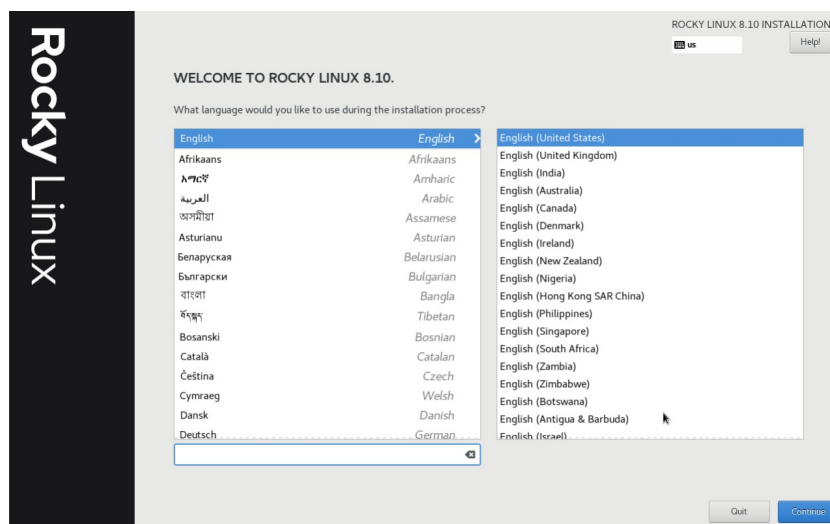 Rocky Linux
ROCKY LINUX 8.10 INSTALLATION
us
Help!
WELCOME TO ROCKY LINUX 8.10.
What language would you like to use during the installation process?
English English
Afrikaans Afrikaans
አማርኛ Amharic
العربية Arabic
অসমীয়া Assamese
Asturianu Asturian
Беларуская Belarusian
Български Bulgarian
বাংলা Bangla
བོད་སྐད་ Tibetan
Bosanski Bosnian
Català Catalan
Čeština Czech
Cymraeg Welsh
Dansk Danish
Deutsch German
English (United States)
English (United Kingdom)
English (India)
English (Australia)
English (Canada)
English (Denmark)
English (Ireland)
English (New Zealand)
English (Nigeria)
English (Hong Kong SAR China)
English (Philippines)
English (Singapore)
English (South Africa)
English (Zambia)
English (Zimbabwe)
English (Botswana)
English (Antigua & Barbuda)
English (Israel)
Quit
Continue